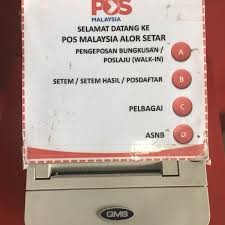 POS
MALAYSIA
SELAMAT DATANG KE
POS MALAYSIA ALOR SETAR
PENGEPOSAN BUNGKUSAN /
POSLAJU (WALK-IN) A
SETEM / SETEM HASIL / POSDAFTAR B
PELBAGAI C
ASNB D
QMS